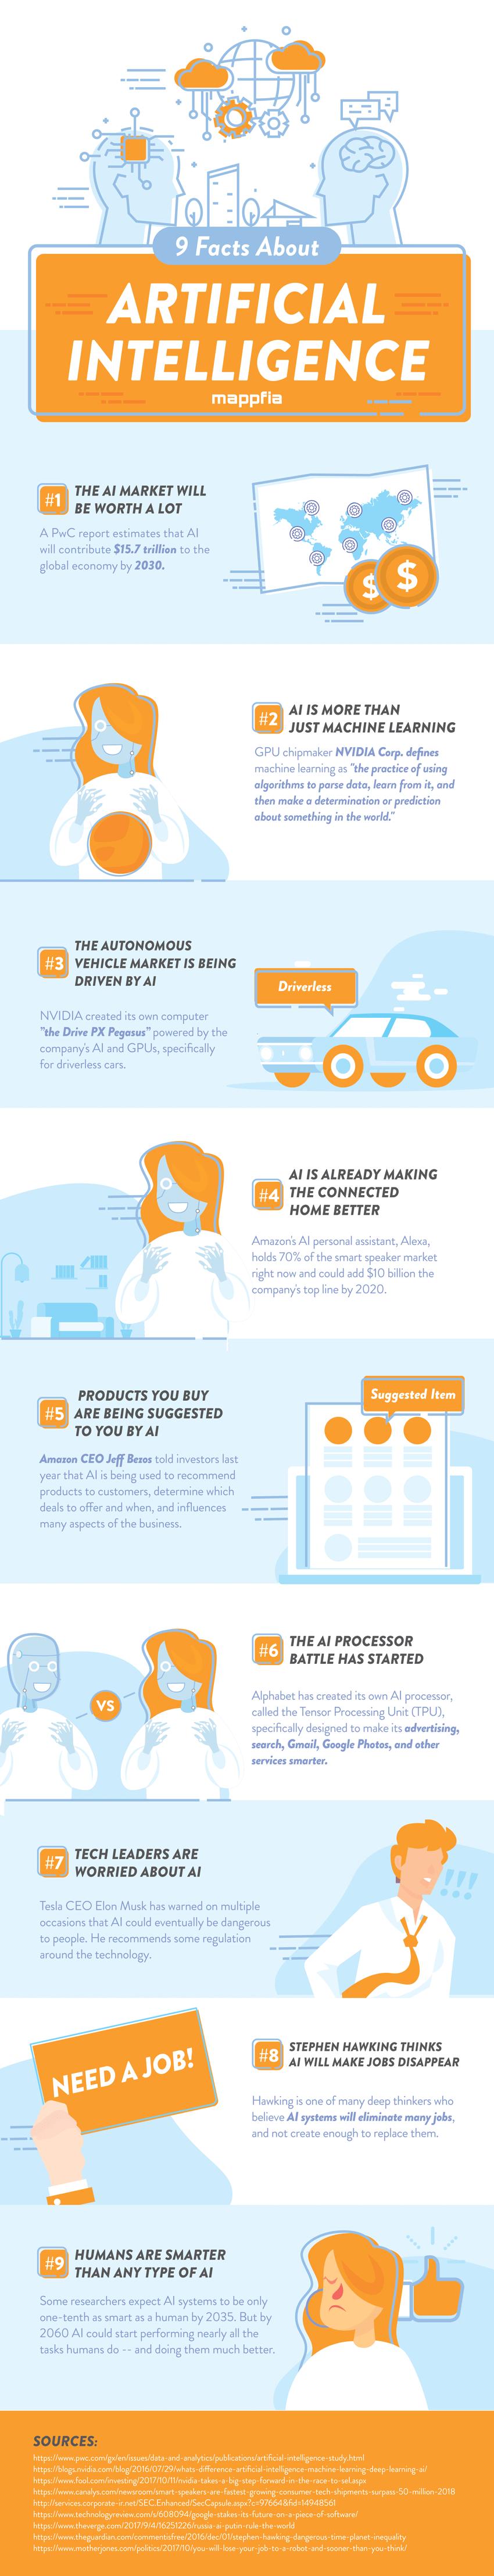 9 Facts About
ARTIFICIAL
INTELLIGENCE
mappfia
#1
THE AI MARKET WILL
BE WORTH A LOT
A PwC report estimates that AI
will contribute $15.7 trillion to the
global economy by 2030.
$ $
#2
AI IS MORE THAN
JUST MACHINE LEARNING
GPU chipmaker NVIDIA Corp. defines
machine learning as "the practice of using
algorithms to parse data, learn from it, and
then make a determination or prediction
about something in the world."
#3
THE AUTONOMOUS
VEHICLE MARKET IS BEING
DRIVEN BY AI
NVIDIA created its own computer
"the Drive PX Pegasus" powered by the
company's AI and GPUs, specifically
for driverless cars.
Driverless
#4
AI IS ALREADY MAKING
THE CONNECTED
HOME BETTER
Amazon's AI personal assistant, Alexa,
holds 70% of the smart speaker market
right now and could add $10 billion the
company's top line by 2020.
#5
PRODUCTS YOU BUY
ARE BEING SUGGESTED
TO YOU BY AI
Amazon CEO Jeff Bezos told investors last
year that AI is being used to recommend
products to customers, determine which
deals to offer and when, and influences
many aspects of the business.
Suggested Item
VS
#6
THE AI PROCESSOR
BATTLE HAS STARTED
Alphabet has created its own AI processor,
called the Tensor Processing Unit (TPU),
specifically designed to make its advertising,
search, Gmail, Google Photos, and other
services smarter.
#7
TECH LEADERS ARE
WORRIED ABOUT AI
Tesla CEO Elon Musk has warned on multiple
occasions that AI could eventually be dangerous
to people. He recommends some regulation
around the technology.
!!!
NEED A JOB!
#8
STEPHEN HAWKING THINKS
AI WILL MAKE JOBS DISAPPEAR
Hawking is one of many deep thinkers who
believe AI systems will eliminate many jobs,
and not create enough to replace them.
#9
HUMANS ARE SMARTER
THAN ANY TYPE OF AI
Some researchers expect AI systems to be only
one-tenth as smart as a human by 2035. But by
2060 AI could start performing nearly all the
tasks humans do -- and doing them much better.
SOURCES:
https://www.pwc.com/gx/en/issues/data-and-analytics/publications/artificial-intelligence-study.html
https://blogs.nvidia.com/blog/2016/07/29/whats-difference-artificial-intelligence-machine-learning-deep-learning-ai/
https://www.fool.com/investing/2017/10/11/nvidia-takes-a-big-step-forward-in-the-race-to-sel.aspx
https://www.canalys.com/newsroom/smart-speakers-are-fastest-growing-consumer-tech-shipments-surpass-50-million-2018
http://services.corporate-ir.net/SEC.Enhanced/SecCapsule.aspx?c=97664&fid=14948561
https://www.technologyreview.com/s/608094/google-stakes-its-future-on-a-piece-of-software/
https://www.theverge.com/2017/9/4/16251226/russia-ai-putin-rule-the-world
https://www.theguardian.com/commentisfree/2016/dec/01/stephen-hawking-dangerous-time-planet-inequality
https://www.motherjones.com/politics/2017/10/you-will-lose-your-job-to-a-robot-and-sooner-than-you-think/